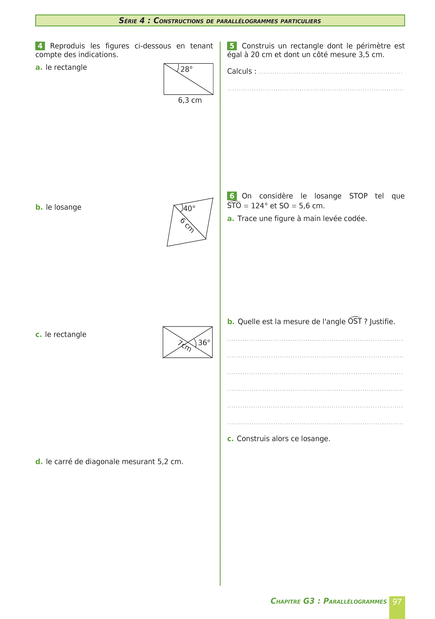 SÉRIE 4 : CONSTRUCTIONS DE PARALLÉLOGRAMMES PARTICULIERS
4 Reproduis les figures ci-dessous en tenant
compte des indications.
a. le rectangle
28°
6,3 cm
b. le losange
40°
6 cm
c. le rectangle
7cm
36°
d. le carré de diagonale mesurant 5,2 cm.
5 Construis un rectangle dont le périmètre est
égal à 20 cm et dont un côté mesure 3,5 cm.
Calculs : ..............................................................
..............................................................
6 On considère le losange STOP tel que
STO = 124° et SO = 5,6 cm.
a. Trace une figure à main levée codée.
b. Quelle est la mesure de l'angle OST ? Justifie.
..............................................................
..............................................................
..............................................................
..............................................................
..............................................................
..............................................................
c. Construis alors ce losange.
CHAPITRE G3 : PARALLÉLOGRAMMES 97